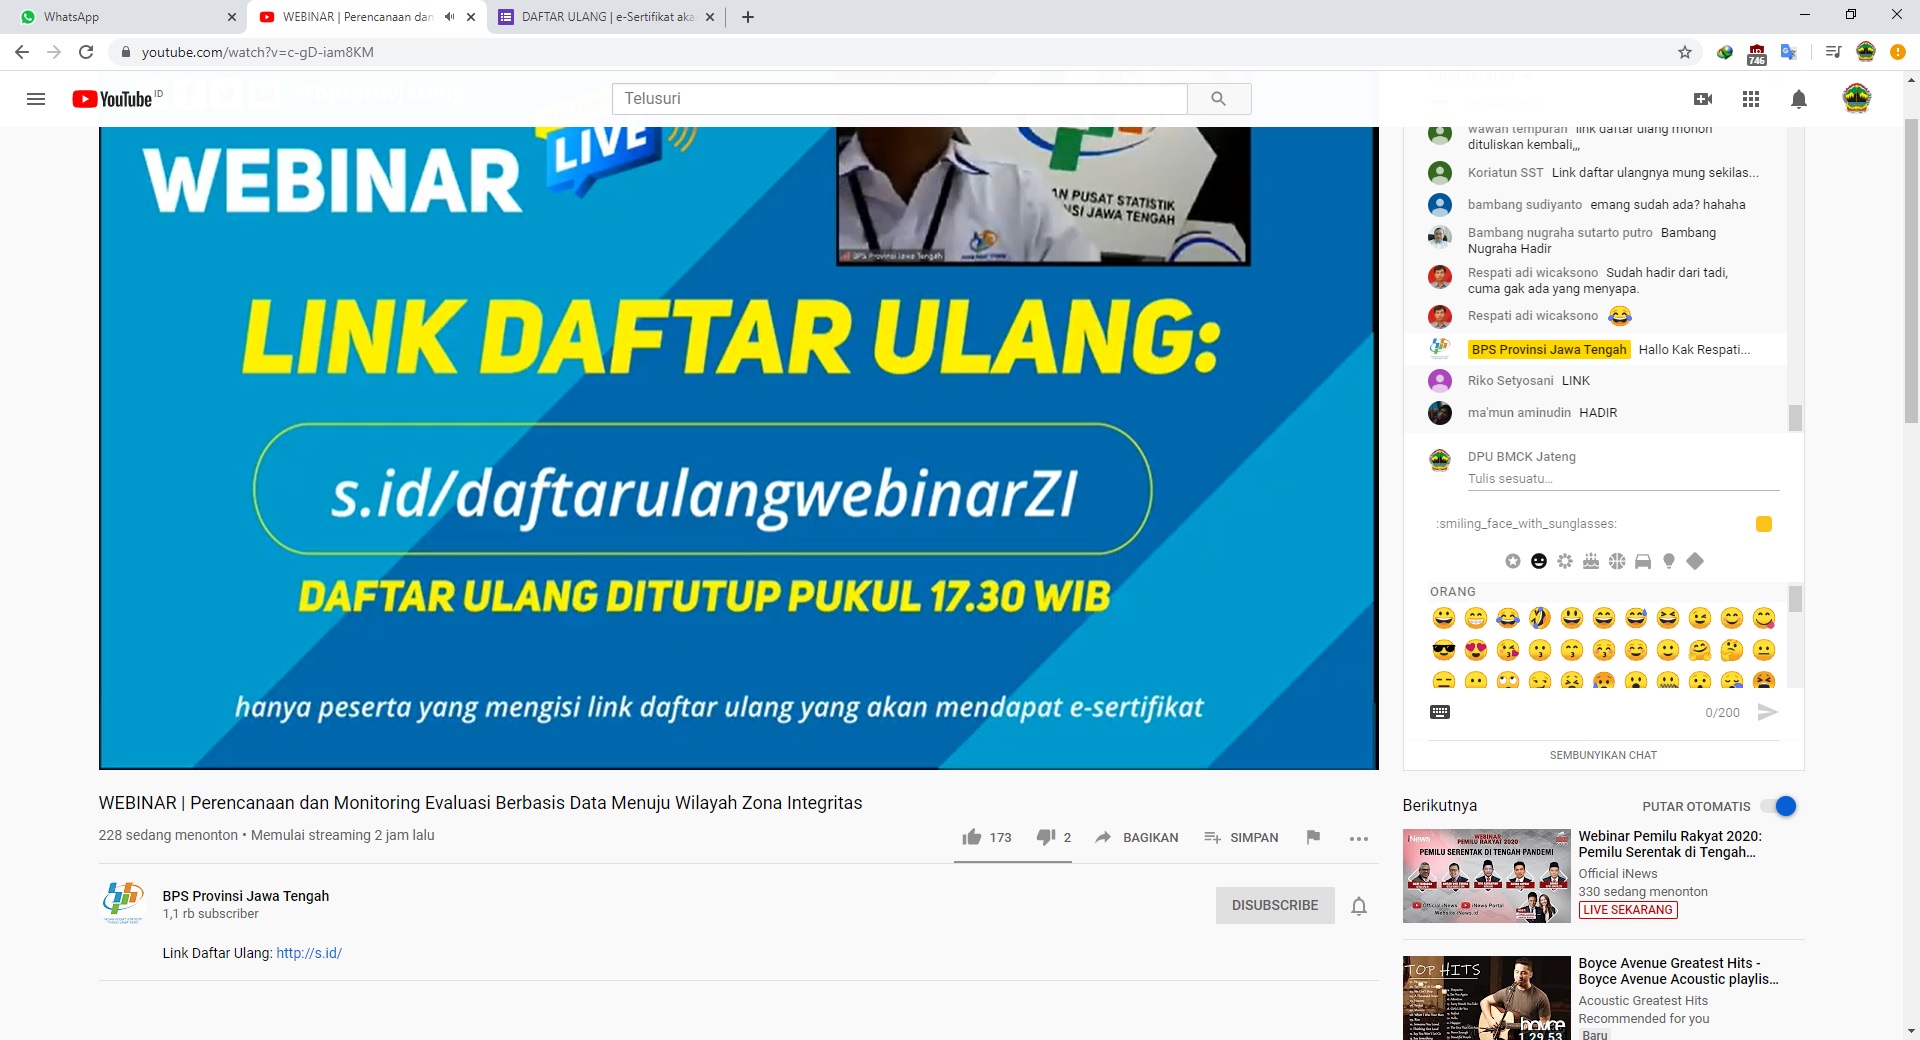 WhatsApp
WEBINAR | Perencanaan dan
DAFTAR ULANG | e-Sertifikat aka
youtube.com/watch?v=c-gD-iam8KM
746
YouTube ID
Telusuri
WEBINAR
LIVE
AN PUSAT STATISTIK
NSI JAWA TENGAH
BPS Provinsi Jawa Tengah
LINK DAFTAR ULANG:
s.id/daftarulangwebinarZI
DAFTAR ULANG DITUTUP PUKUL 17.30 WIB
hanya peserta yang mengisi link daftar ulang yang akan mendapat e-sertifikat
wawan tempuran link daftar ulang mohon
dituliskan kembali,,,
Koriatun SST Link daftar ulangnya mung sekilas...
bambang sudiyanto emang sudah ada? hahaha
Bambang nugraha sutarto putro Bambang
Nugraha Hadir
Respati adi wicaksono Sudah hadir dari tadi,
cuma gak ada yang menyapa.
Respati adi wicaksono 😂
BPS Provinsi Jawa Tengah Hallo Kak Respati...
Riko Setyosani LINK
ma'mun aminudin HADIR
DPU BMCK Jateng
Tulis sesuatu...
:smiling_face_with_sunglasses:
ORANG
0/200
SEMBUNYIKAN CHAT
WEBINAR | Perencanaan dan Monitoring Evaluasi Berbasis Data Menuju Wilayah Zona Integritas
228 sedang menonton • Memulai streaming 2 jam lalu
173 2 BAGIKAN SIMPAN
BPS Provinsi Jawa Tengah
1,1 rb subscriber
DISUBSCRIBE
Link Daftar Ulang: http://s.id/
Berikutnya PUTAR OTOMATIS
iNews
WEBINAR
PEMILU RAKYAT 2020
PEMILU SERENTAK DI TENGAH PANDEMI
Official iNews iNews Portal
Website iNews.id
Webinar Pemilu Rakyat 2020:
Pemilu Serentak di Tengah...
Official iNews
330 sedang menonton
LIVE SEKARANG
TOP HITS
boyce
1.29.53
Boyce Avenue Greatest Hits -
Boyce Avenue Acoustic playlis...
Acoustic Greatest Hits
Recommended for you
Baru